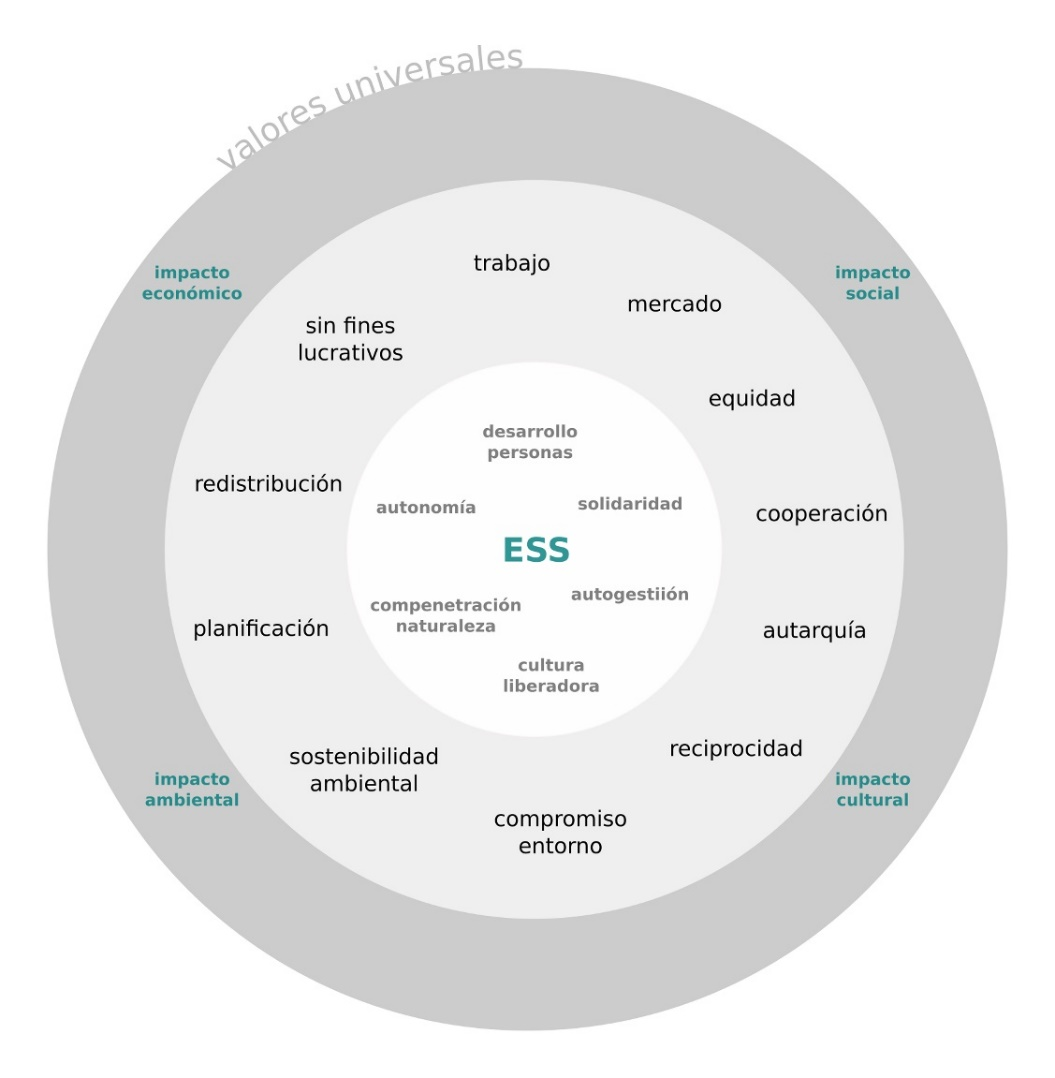 valores universales
trabajo
impacto
económico
impacto
social
mercado
sin fines
lucrativos
equidad
desarrollo
personas
redistribución
autonomía
solidaridad
cooperación
ESS
autogestiión
compenetración
naturaleza
planificación
autarquía
cultura
liberadora
reciprocidad
sostenibilidad
ambiental
impacto
ambiental
impacto
cultural
compromiso
entorno